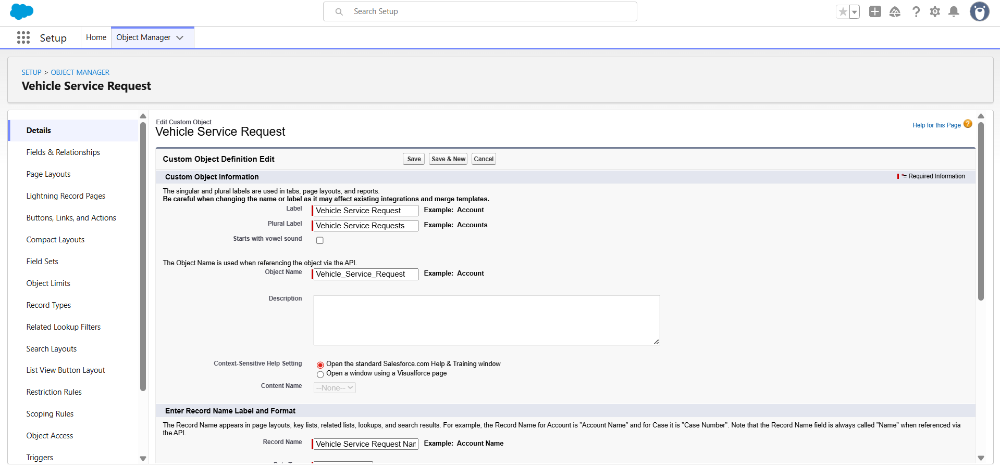 Search Setup
Setup
Home
Object Manager
SETUP > OBJECT MANAGER
Vehicle Service Request
Details
Fields & Relationships
Page Layouts
Lightning Record Pages
Buttons, Links, and Actions
Compact Layouts
Field Sets
Object Limits
Record Types
Related Lookup Filters
Search Layouts
List View Button Layout
Restriction Rules
Scoping Rules
Object Access
Triggers
Edit Custom Object
Vehicle Service Request
Help for this Page ?
Custom Object Definition Edit
Save
Save & New
Cancel
Custom Object Information
*= Required Information
The singular and plural labels are used in tabs, page layouts, and reports.
Be careful when changing the name or label as it may affect existing integrations and merge templates.
Label Vehicle Service Request Example: Account
Plural Label Vehicle Service Requests Example: Accounts
Starts with vowel sound
The Object Name is used when referencing the object via the API.
Object Name Vehicle_Service_Request Example: Account
Description
Context-Sensitive Help Setting Open the standard Salesforce.com Help & Training window
Open a window using a Visualforce page
Content Name --None--
Enter Record Name Label and Format
The Record Name appears in page layouts, key lists, related lists, lookups, and search results. For example, the Record Name for Account is "Account Name" and for Case it is "Case Number". Note that the Record Name field is always called "Name" when referenced via
the API.
Record Name Vehicle Service Request Nar Example: Account Name